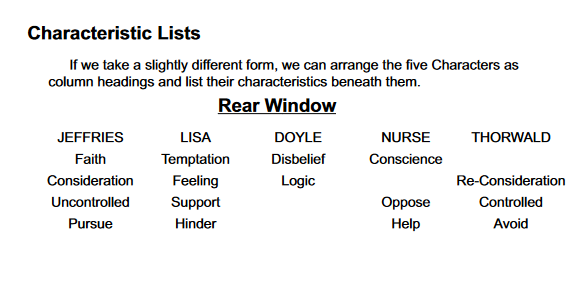 Characteristic Lists
If we take a slightly different form, we can arrange the five Characters as
column headings and list their characteristics beneath them.
Rear Window
JEFFRIES LISA DOYLE NURSE THORWALD
Faith Temptation Disbelief Conscience
Consideration Feeling Logic Re-Consideration
Uncontrolled Support Oppose Controlled
Pursue Hinder Help Avoid